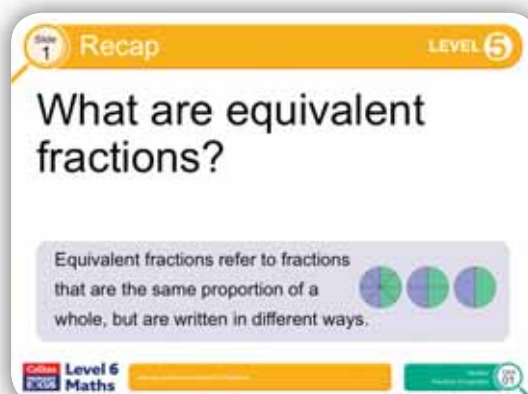 Slide
1
Recap
LEVEL 5
What are equivalent
fractions?
Equivalent fractions refer to fractions
that are the same proportion of a
whole, but are written in different ways.
Collins
Level 6
Maths
01